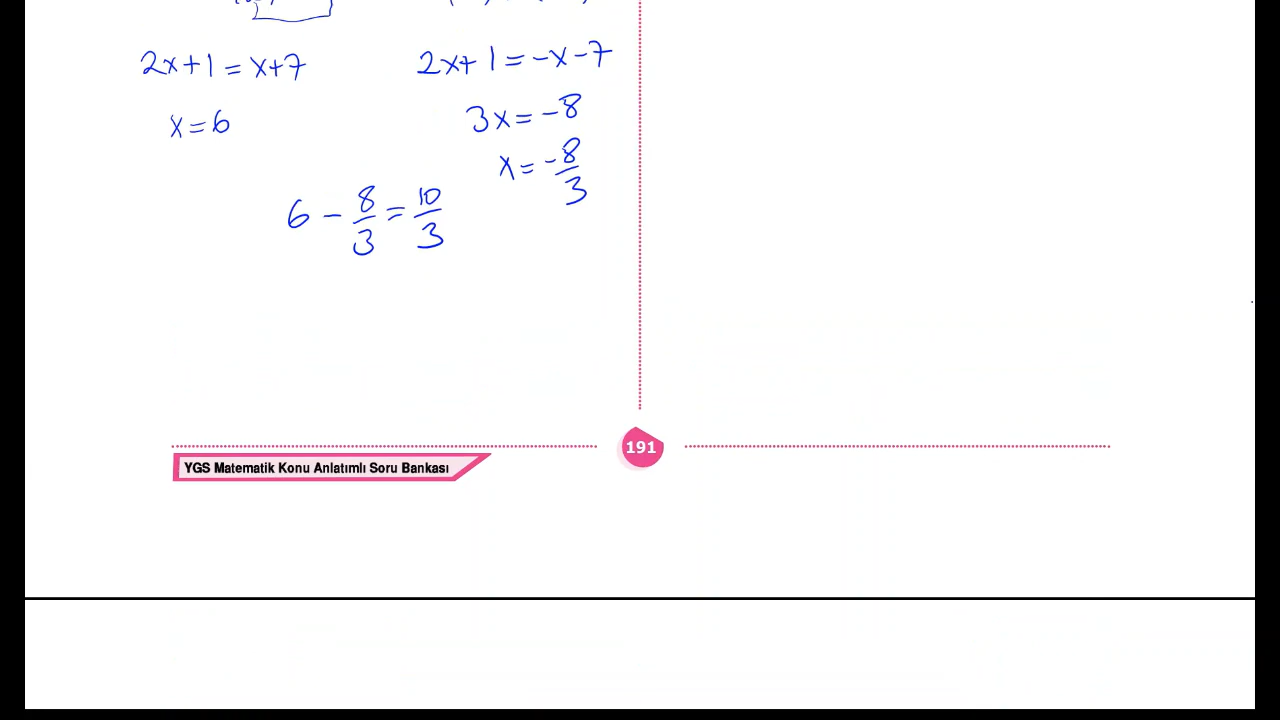 2x+1=x+7
x=6
2x+1=-x-7
3x=-8
x=-8/3
6-8/3=10/3
191
YGS Matematik Konu Anlatımlı Soru Bankası